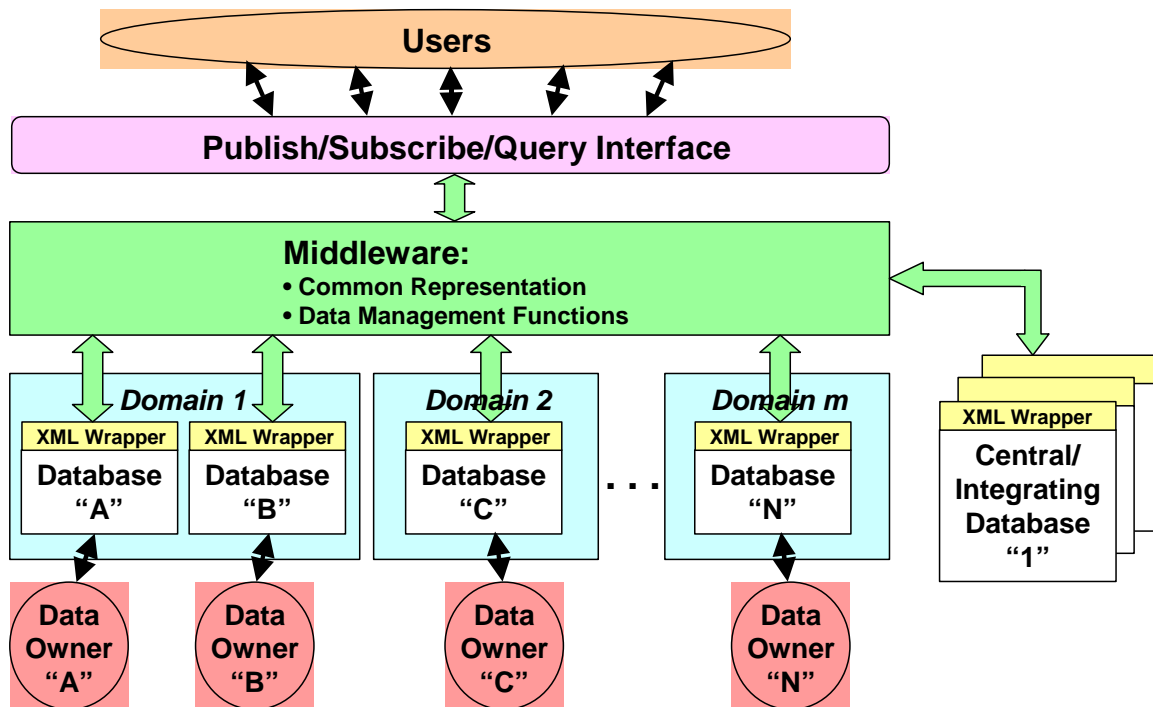 Users
Publish/Subscribe/Query Interface
Middleware:
• Common Representation
• Data Management Functions
Domain 1
XML Wrapper
Database
“A”
XML Wrapper
Database
“B”
Domain 2
XML Wrapper
Database
“C”
. . .
Domain m
XML Wrapper
Database
“N”
XML Wrapper
Central/
Integrating
Database
“1”
Data
Owner
“A”
Data
Owner
“B”
Data
Owner
“C”
Data
Owner
“N”